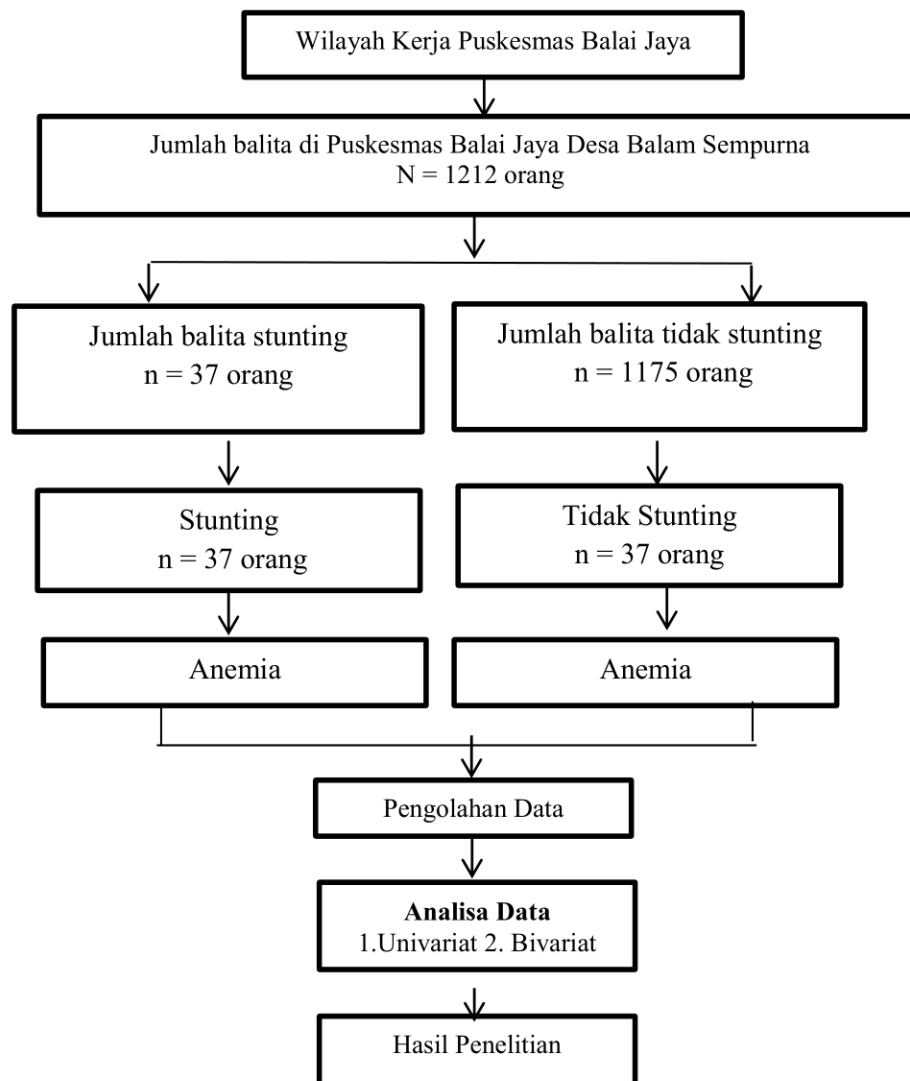 Wilayah Kerja Puskesmas Balai Jaya
Jumlah balita di Puskesmas Balai Jaya Desa Balam Sempurna
N = 1212 orang
Jumlah balita stunting
n = 37 orang
Jumlah balita tidak stunting
n = 1175 orang
Stunting
n = 37 orang
Tidak Stunting
n = 37 orang
Anemia
Anemia
Pengolahan Data
Analisa Data
1.Univariat 2. Bivariat
Hasil Penelitian